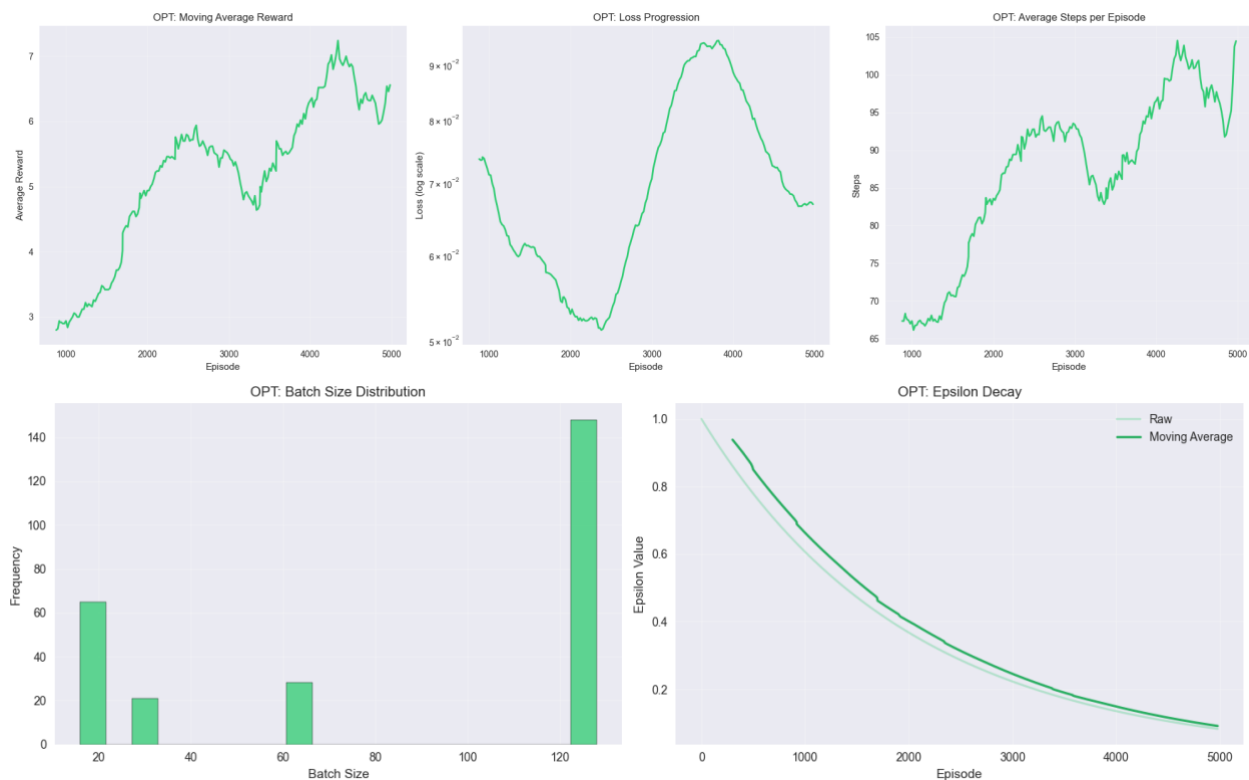 OPT: Moving Average Reward
Average Reward
7
6
5
4
3
1000 2000 3000 4000 5000
Episode
OPT: Loss Progression
Loss (log scale)
9 × 10⁻²
8 × 10⁻²
7 × 10⁻²
6 × 10⁻²
5 × 10⁻²
1000 2000 3000 4000 5000
Episode
OPT: Average Steps per Episode
Steps
105
100
95
90
85
80
75
70
65
1000 2000 3000 4000 5000
Episode
OPT: Batch Size Distribution
Frequency
140
120
100
80
60
40
20
0
20 40 60 80 100 120
Batch Size
OPT: Epsilon Decay
Raw
Moving Average
Epsilon Value
1.0
0.8
0.6
0.4
0.2
0 1000 2000 3000 4000 5000
Episode